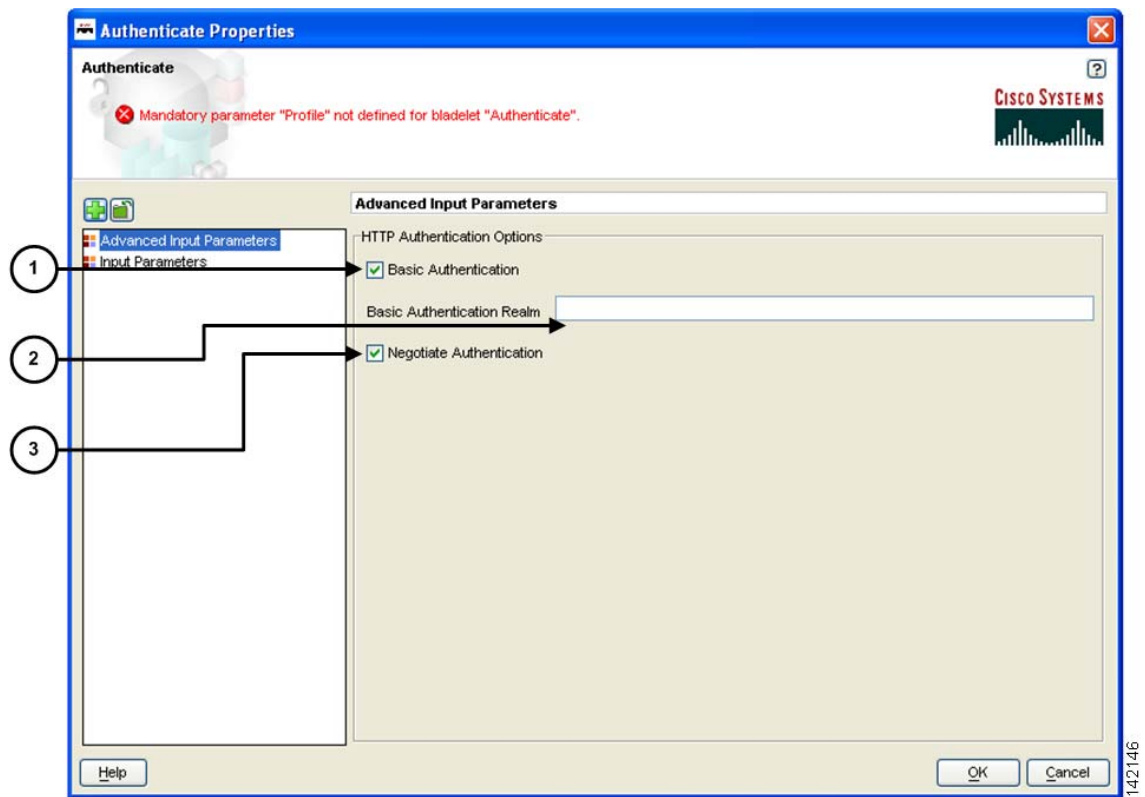 Authenticate Properties
Authenticate
Mandatory parameter "Profile" not defined for bladelet "Authenticate".
?
CISCO SYSTEMS
Advanced Input Parameters
Input Parameters
Advanced Input Parameters
HTTP Authentication Options
Basic Authentication
Basic Authentication Realm
Negotiate Authentication
1
2
3
Help
OK
Cancel
142146